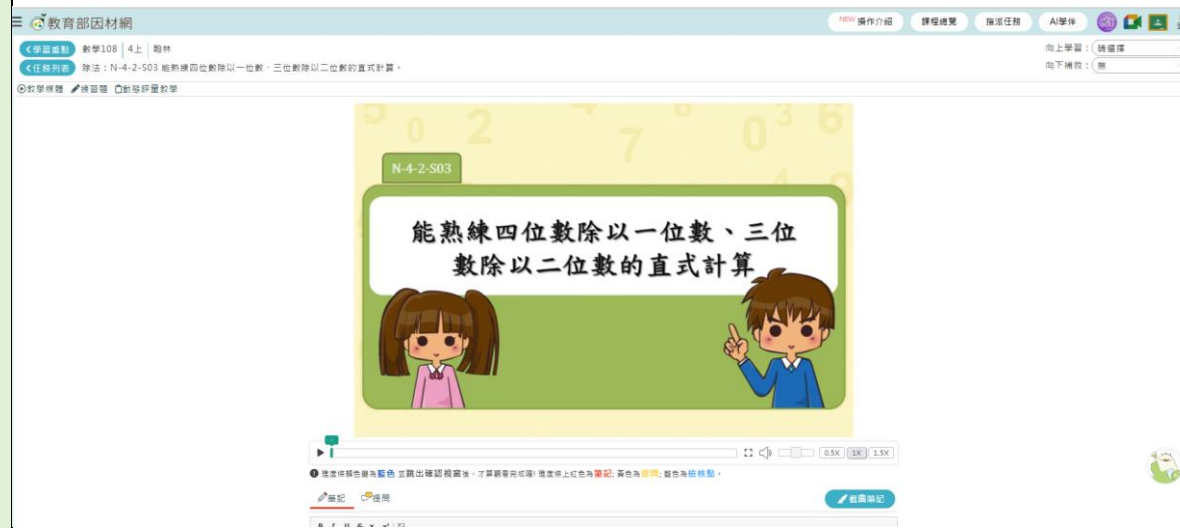 教育部因材網
NEW 操作介紹
課程總覽
指派任務
AI學伴
<學習重點 數學108 4上 翰林
向上學習： 請選擇
<任務列表 除法：N-4-2-S03 能熟練四位數除以一位數、三位數除以二位數的直式計算。
向下補救： 無
教學媒體 練習題 動態評量教學
N-4-2-S03
能熟練四位數除以一位數、三位
數除以二位數的直式計算
0.5X 1X 1.5X
進度條顏色變為藍色 並跳出確認視窗後，才算觀看完成喔! 進度條上紅色為筆記; 黃色為提問; 藍色為檢核點。
筆記 提問
截圖筆記